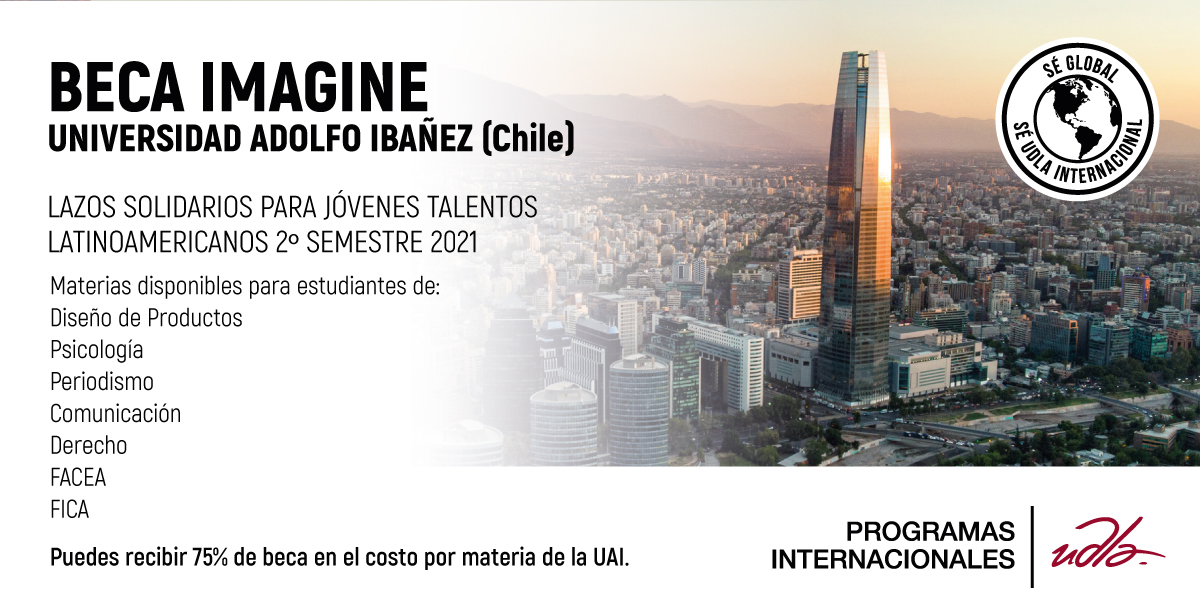 BECA IMAGINE
UNIVERSIDAD ADOLFO IBAÑEZ (Chile)
LAZOS SOLIDARIOS PARA JÓVENES TALENTOS
LATINOAMERICANOS 2º SEMESTRE 2021
Materias disponibles para estudiantes de:
Diseño de Productos
Psicología
Periodismo
Comunicación
Derecho
FACEA
FICA
Puedes recibir 75% de beca en el costo por materia de la UAI.
SÉ GLOBAL
SÉ UDLA INTERNACIONAL
PROGRAMAS
INTERNACIONALES
udla.